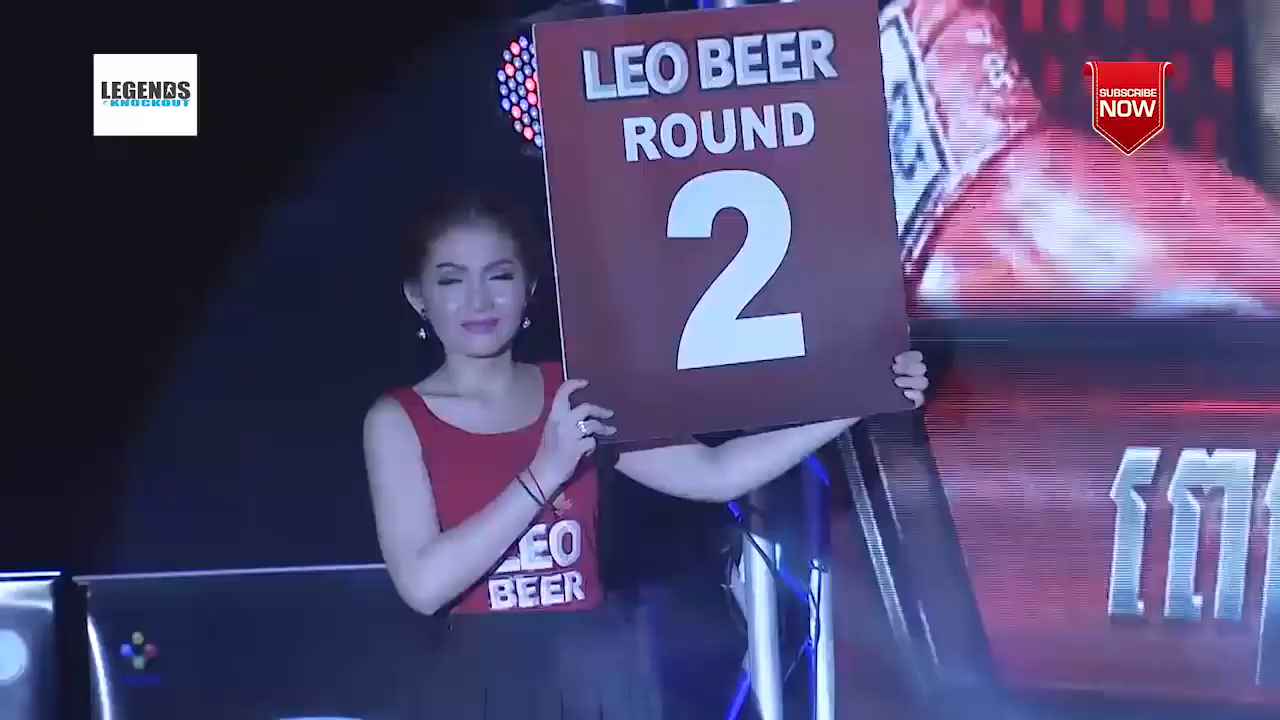 LEGENDS
KNOCKOUT
SUBSCRIBE
NOW
LEO BEER
ROUND
2
LEO
BEER